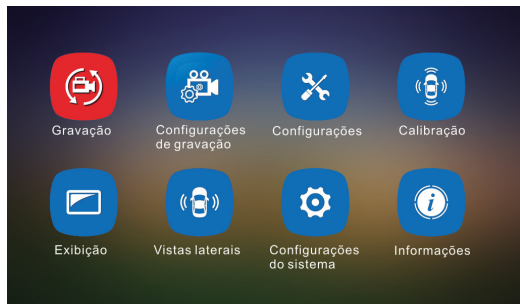 Gravação
Configurações
de gravação
Configurações
Calibração
Exibição
Vistas laterais
Configurações
do sistema
Informações